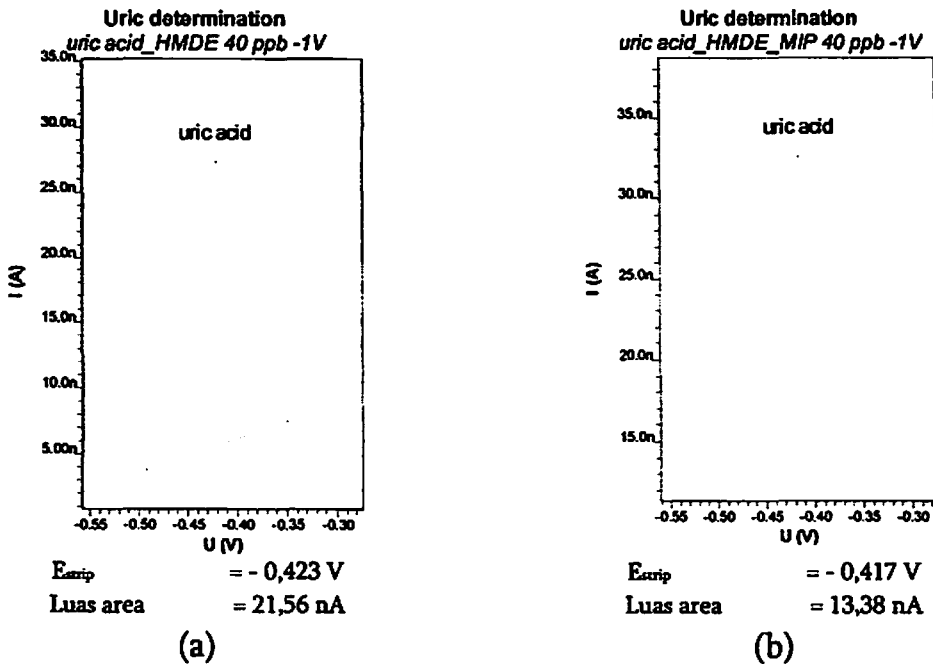 Uric determination
uric acid_HMDE 40 ppb -1V
35.0n
30.0n
25.0n
20.0n
15.0n
10.0n
5.00n
I (A)
uric acid
-0.55 -0.50 -0.45 -0.40 -0.35 -0.30
U (V)
Estrip = - 0,423 V
Luas area = 21,56 nA
(a)
Uric determination
uric acid_HMDE_MIP 40 ppb -1V
35.0n
30.0n
25.0n
20.0n
15.0n
I (A)
uric acid
-0.55 -0.50 -0.45 -0.40 -0.35 -0.30
U (V)
Estrip = - 0,417 V
Luas area = 13,38 nA
(b)